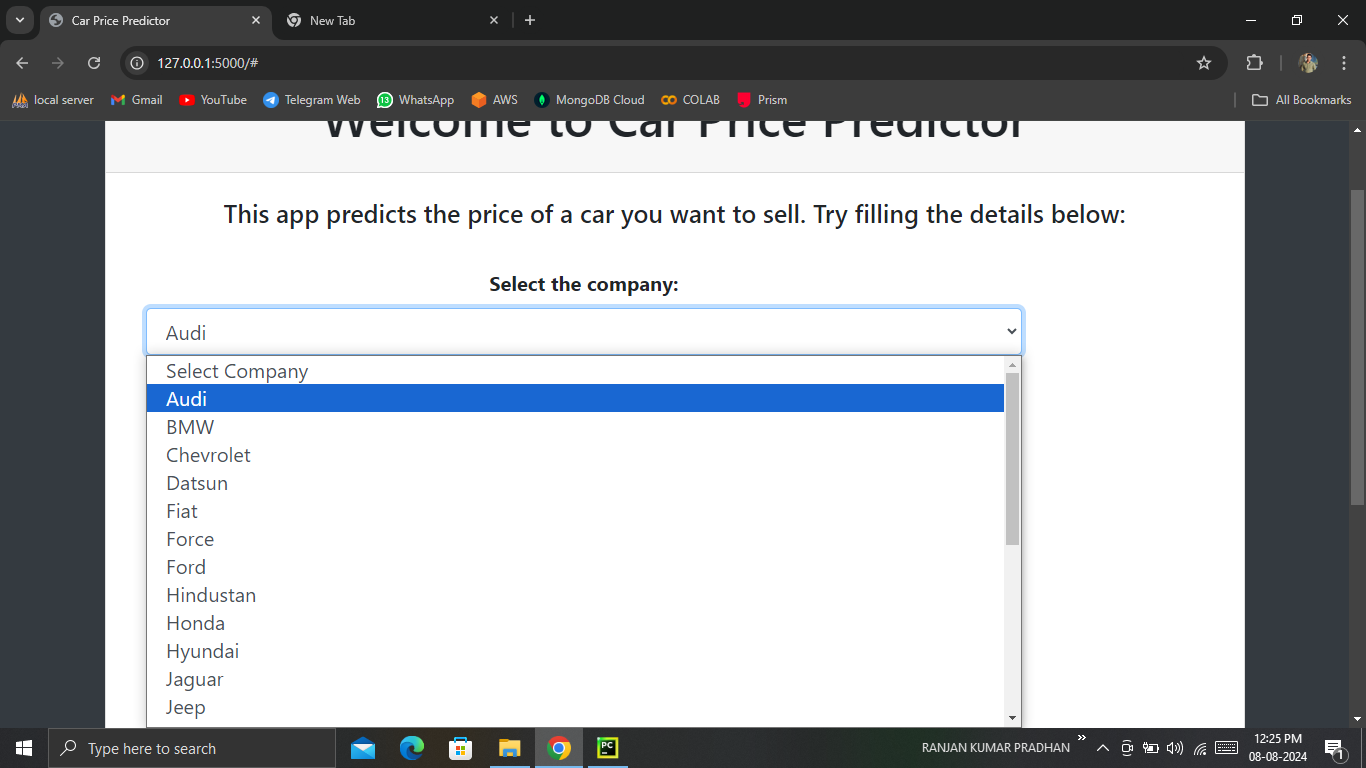 Car Price Predictor
New Tab
127.0.0.1:5000/#
local server
Gmail
YouTube
Telegram Web
13
WhatsApp
AWS
MongoDB Cloud
COLAB
Prism
All Bookmarks
Welcome to Car Price Predictor
This app predicts the price of a car you want to sell. Try filling the details below:
Select the company:
Audi
Select Company
Audi
BMW
Chevrolet
Datsun
Fiat
Force
Ford
Hindustan
Honda
Hyundai
Jaguar
Jeep
Type here to search
PC
RANJAN KUMAR PRADHAN
12:25 PM
08-08-2024
1